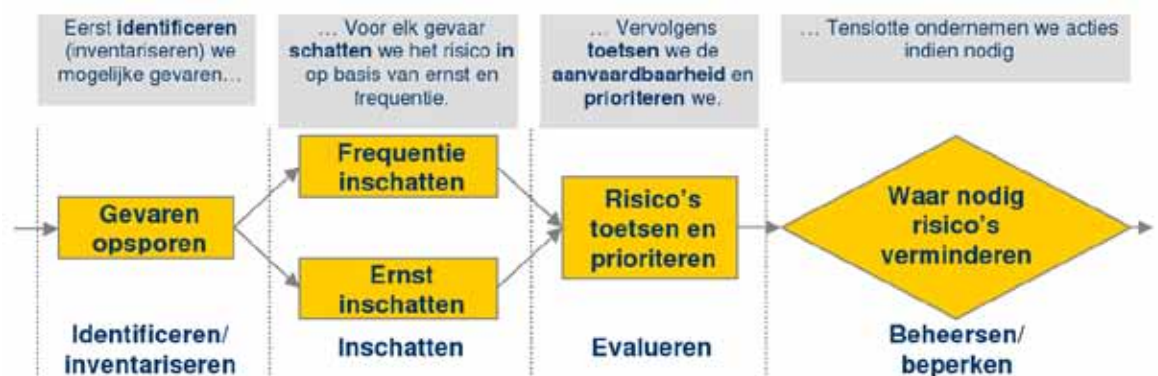 Eerst identificeren
(inventariseren) we
mogelijke gevaren…
… Voor elk gevaar
schatten we het risico in
op basis van ernst en
frequentie.
… Vervolgens
toetsen we de
aanvaardbaarheid en
prioriteren we.
… Tenslotte ondernemen we acties
indien nodig
Gevaren
opsporen
Frequentie
inschatten
Ernst
inschatten
Risico's
toetsen en
prioriteren
Waar nodig
risico's
verminderen
Identificeren/
inventariseren
Inschatten
Evalueren
Beheersen/
beperken